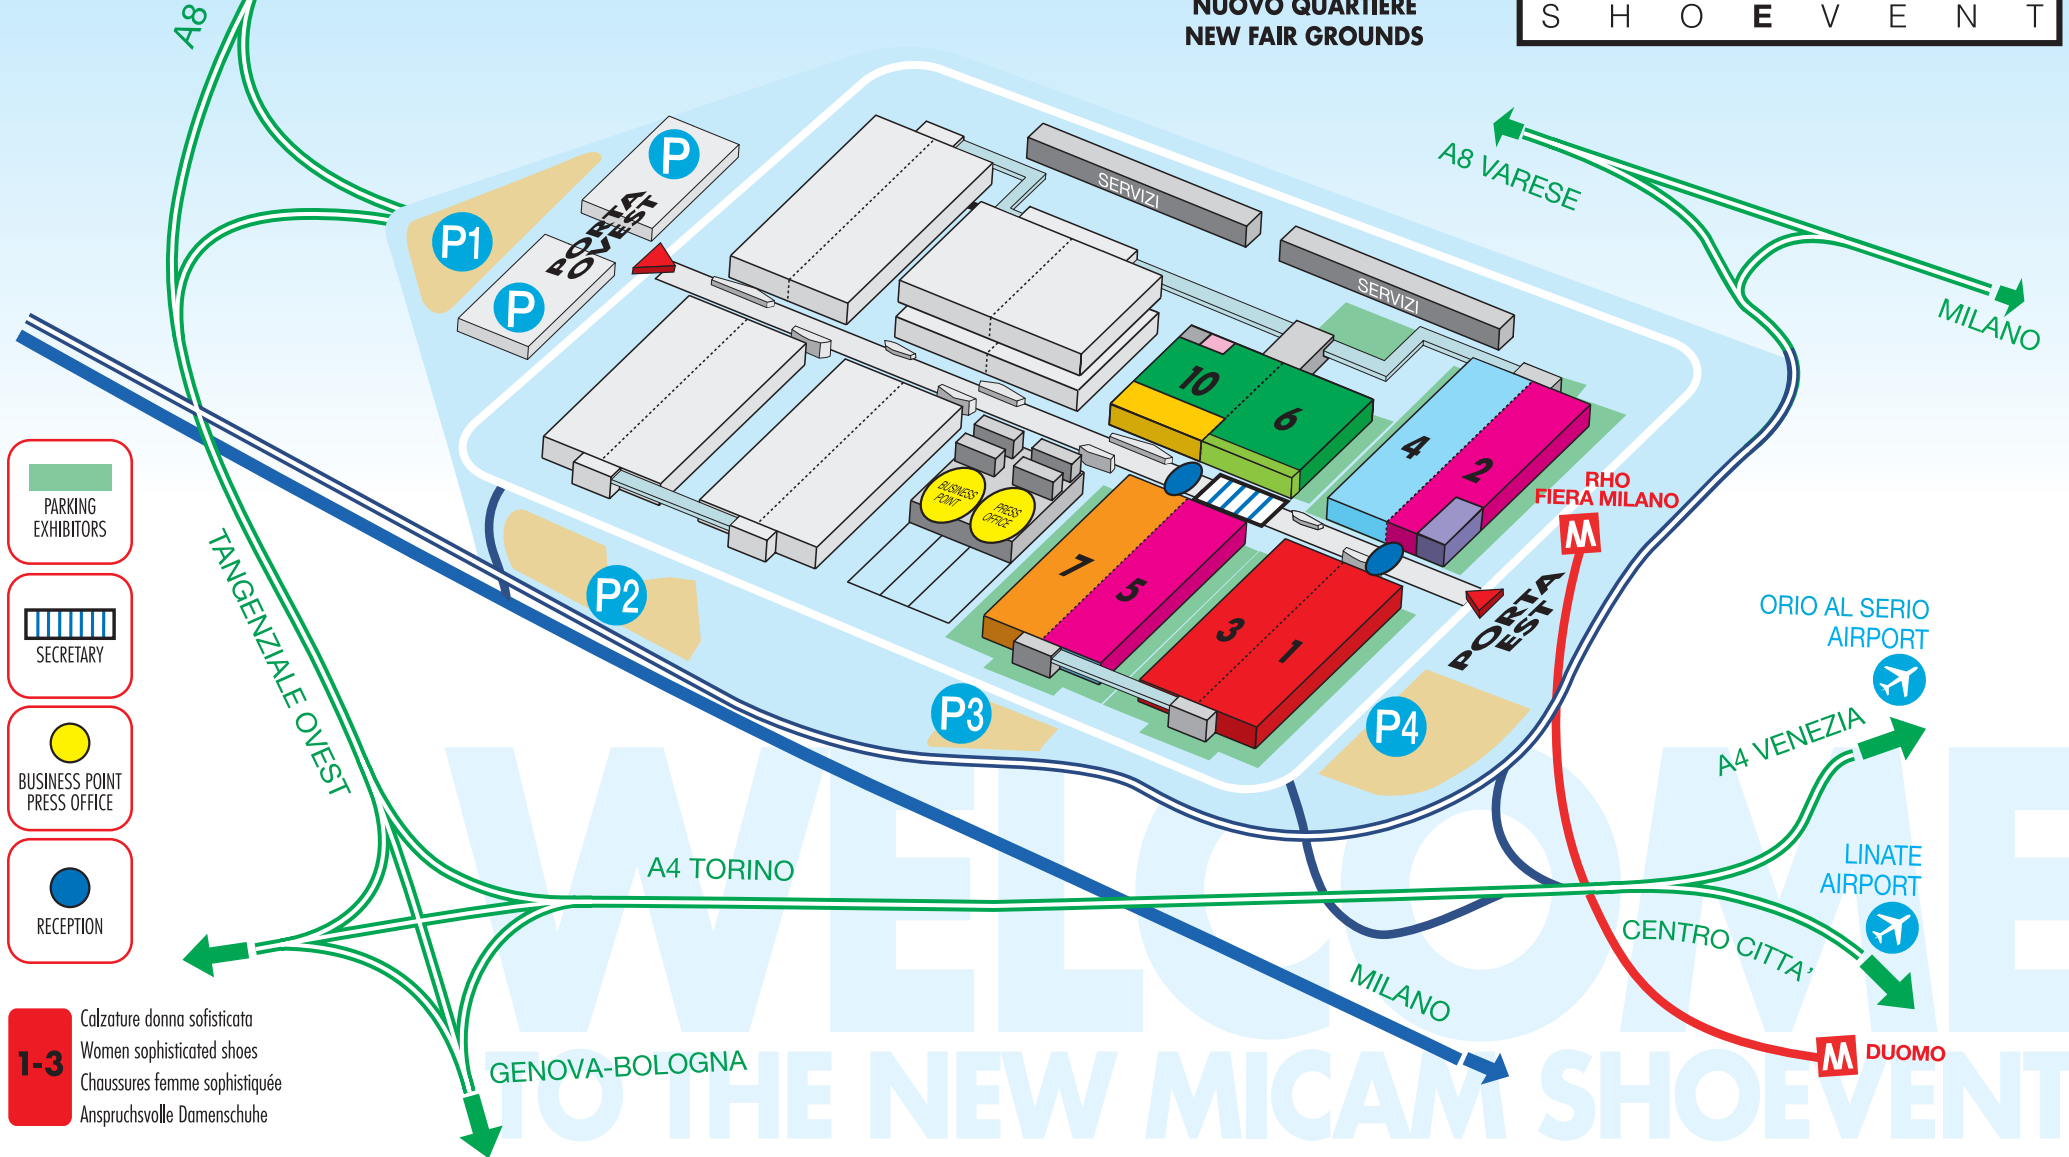 NUOVO QUARTIERE
NEW FAIR GROUNDS
S H O E V E N T
A8
P
P1
PORTA
OVEST
P
SERVIZI
SERVIZI
A8 VARESE
MILANO
10
6
4
2
BUSINESS
POINT
PRESS
OFFICE
7
5
3
1
RHO
FIERA MILANO
M
PORTA
EST
P2
P3
P4
ORIO AL SERIO
AIRPORT
A4 VENEZIA
LINATE
AIRPORT
CENTRO CITTA'
TANGENZIALE OVEST
A4 TORINO
MILANO
GENOVA-BOLOGNA
M DUOMO
PARKING
EXHIBITORS
SECRETARY
BUSINESS POINT
PRESS OFFICE
RECEPTION
1-3
Calzature donna sofisticata
Women sophisticated shoes
Chaussures femme sophistiquée
Anspruchsvolle Damenschuhe
WELCOME
TO THE NEW MICAM SHOEVENT